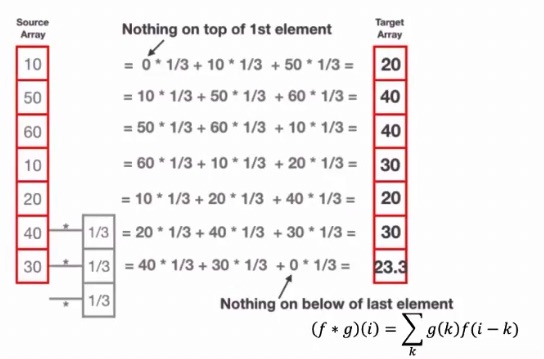 Source
Array
Target
Array
Nothing on top of 1st element
10 = 0 * 1/3 + 10 * 1/3 + 50 * 1/3 = 20
50 = 10 * 1/3 + 50 * 1/3 + 60 * 1/3 = 40
60 = 50 * 1/3 + 60 * 1/3 + 10 * 1/3 = 40
10 = 60 * 1/3 + 10 * 1/3 + 20 * 1/3 = 30
20 = 10 * 1/3 + 20 * 1/3 + 40 * 1/3 = 20
40 * 1/3 = 20 * 1/3 + 40 * 1/3 + 30 * 1/3 = 30
30 * 1/3 = 40 * 1/3 + 30 * 1/3 + 0 * 1/3 = 23.3
* 1/3
Nothing on below of last element
(f * g)(i) = ∑ g(k)f(i − k)
k